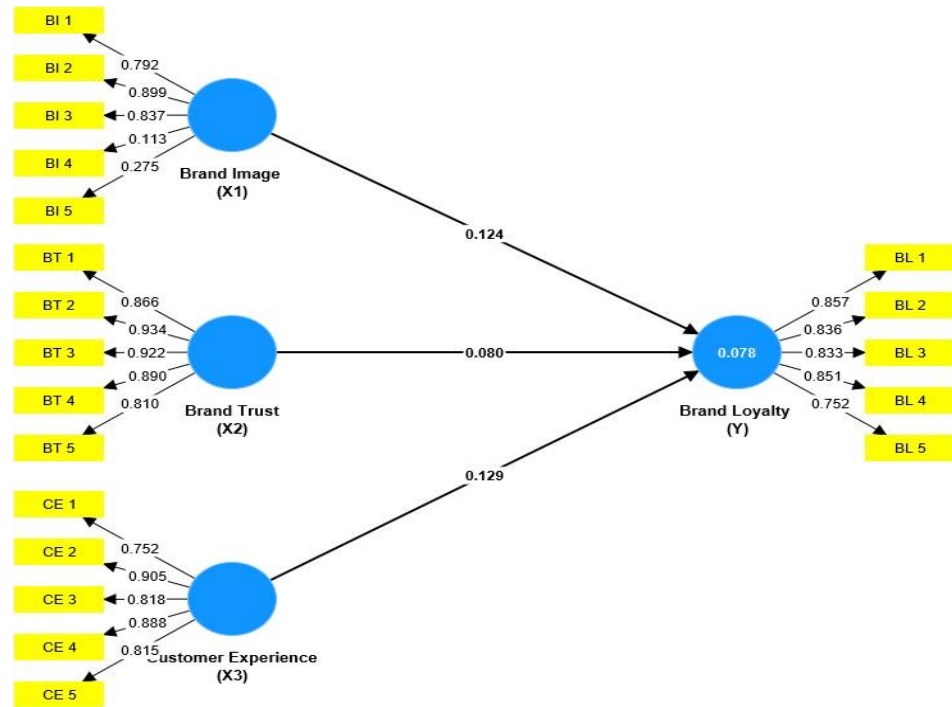 BI 1
0.792
BI 2
0.899
BI 3
0.837
BI 4
0.113
0.275
BI 5
Brand Image
(X1)
0.124
BT 1
0.866
BT 2
0.934
BT 3
0.922
BT 4
0.890
0.810
BT 5
Brand Trust
(X2)
0.080
CE 1
0.752
CE 2
0.905
CE 3
0.818
CE 4
0.888
0.815
CE 5
Customer Experience
(X3)
0.129
0.078
Brand Loyalty
(Y)
BL 1
0.857
BL 2
0.836
BL 3
0.833
BL 4
0.851
0.752
BL 5